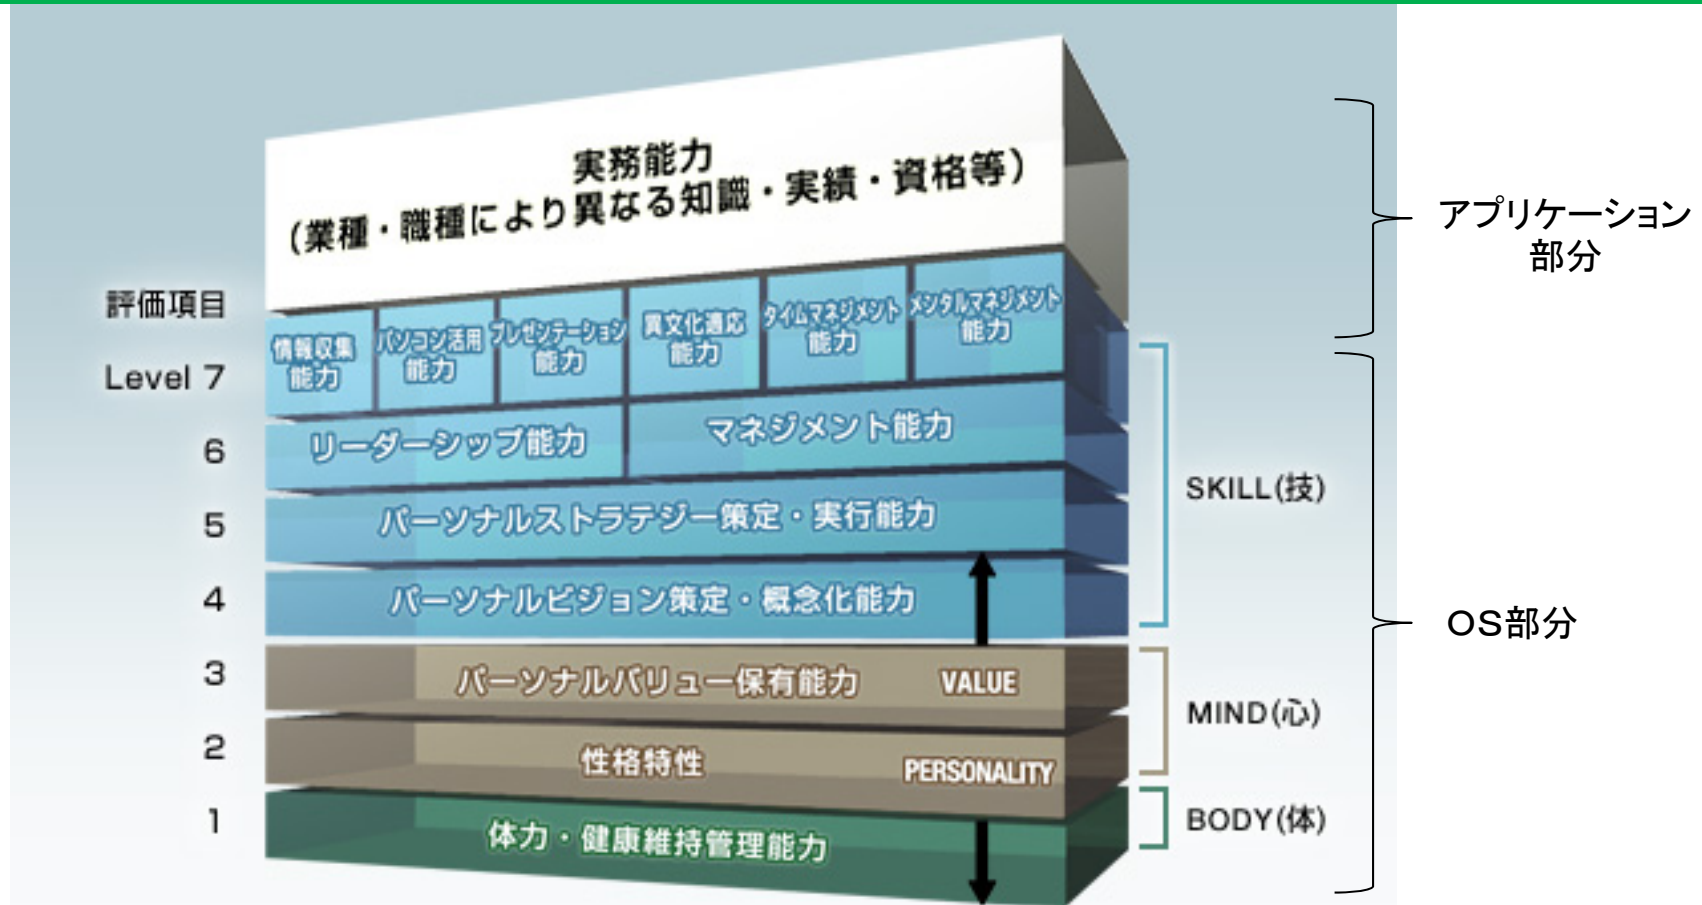 実務能力
（業種・職種により異なる知識・実績・資格等）
アプリケーション
部分
評価項目
Level 7
情報収集
能力
パソコン活用
能力
プレゼンテーション
能力
異文化適応
能力
タイムマネジメント
能力
メンタルマネジメント
能力
6
リーダーシップ能力
マネジメント能力
SKILL(技)
5
パーソナルストラテジー策定・実行能力
4
パーソナルビジョン策定・概念化能力
OS部分
3
パーソナルバリュー保有能力
VALUE
MIND(心)
2
性格特性
PERSONALITY
1
体力・健康維持管理能力
BODY(体)